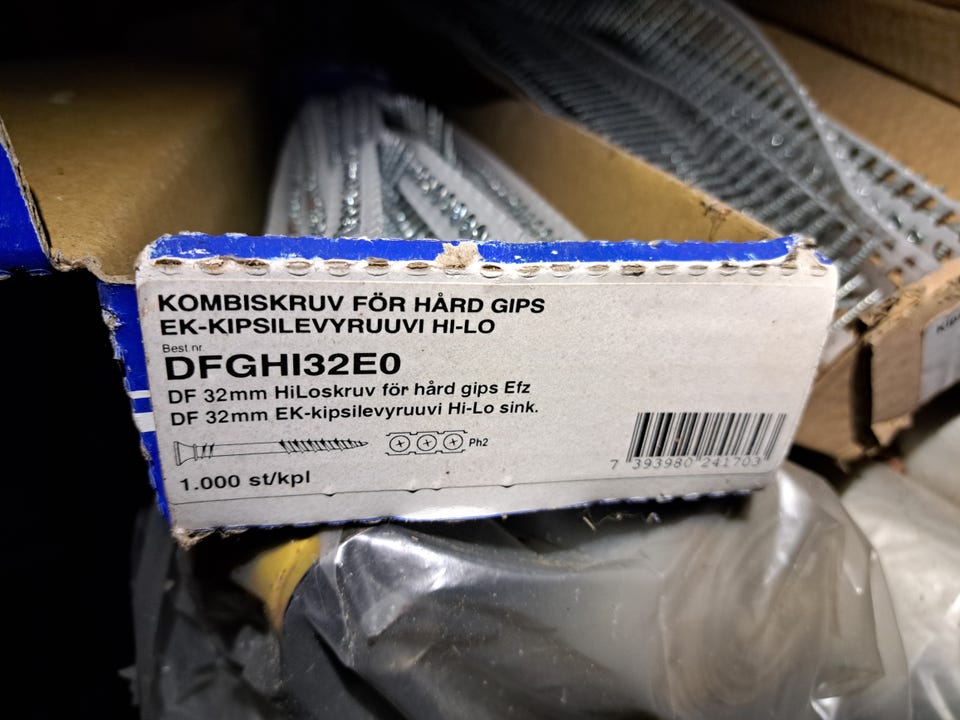 KOMBISKRUV FÖR HÅRD GIPS
EK-KIPSILEVYRUUVI HI-LO
Best nr.
DFGHI32E0
DF 32mm HiLoskruv för hård gips Efz
DF 32mm EK-kipsilevyruuvi Hi-Lo sink.
Ph2
1.000 st/kpl
7 393980 241703